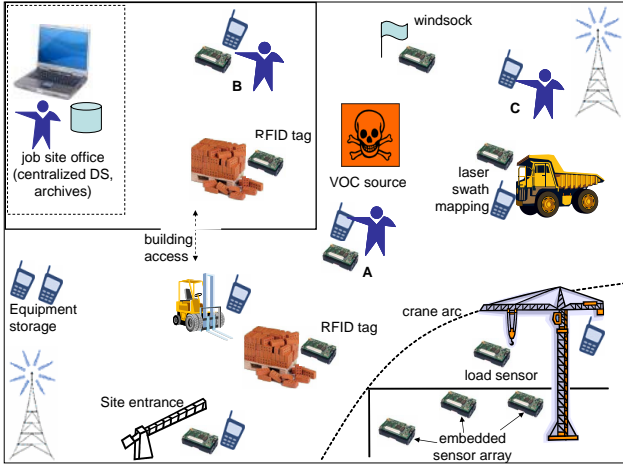 windsock
B
C
RFID tag
job site office
(centralized DS,
archives)
VOC source
laser
swath
mapping
building
access
A
Equipment
storage
crane arc
RFID tag
load sensor
Site entrance
embedded
sensor array